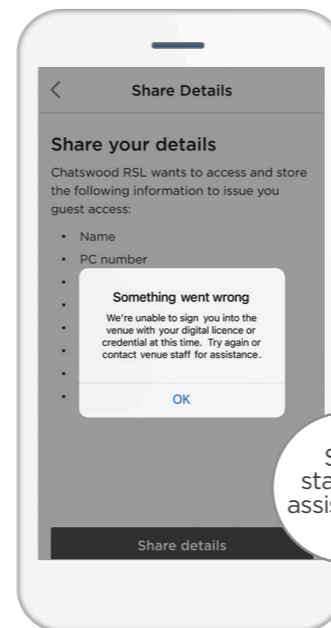 Share Details
Share your details
Chatswood RSL wants to access and store
the following information to issue you
guest access:
• Name
• PC number
•
•
•
•
•
•
Something went wrong
We're unable to sign you into the
venue with your digital licence or
credential at this time. Try again or
contact venue staff for assistance.
OK
Share details